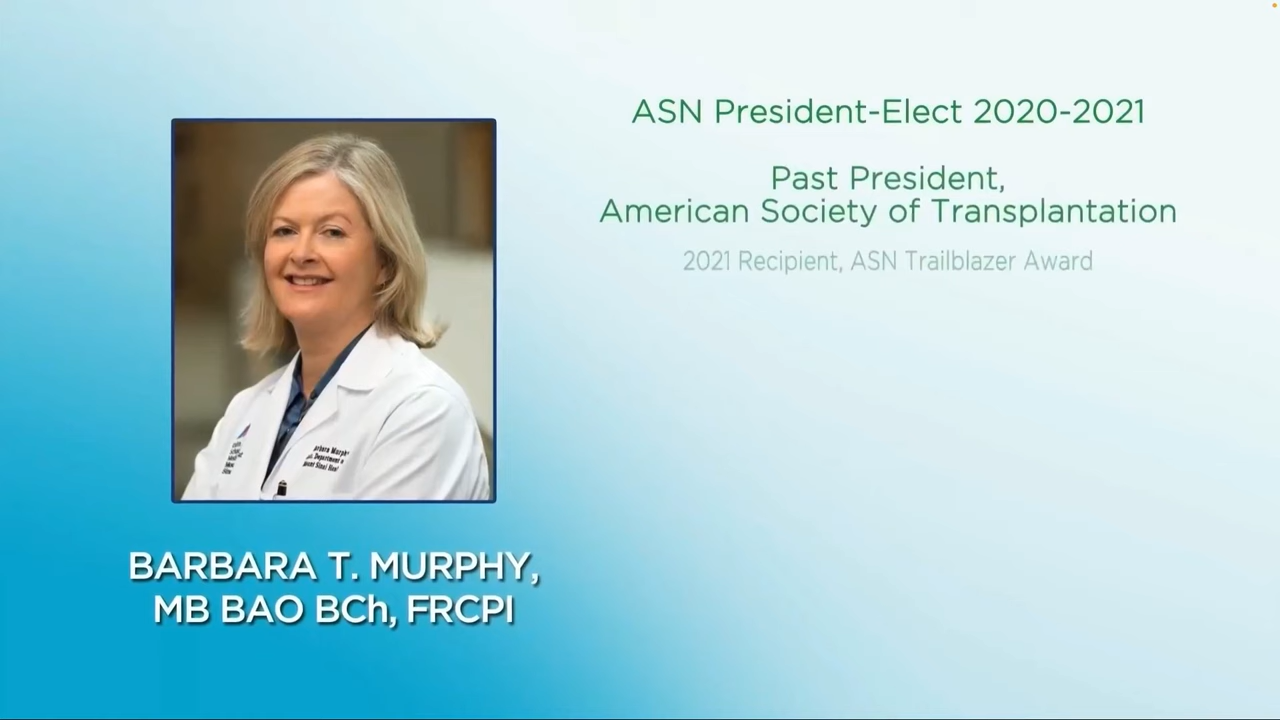 ASN President-Elect 2020-2021
Past President,
American Society of Transplantation
2021 Recipient, ASN Trailblazer Award
Department
BARBARA T. MURPHY,
MB BAO BCh, FRCPI